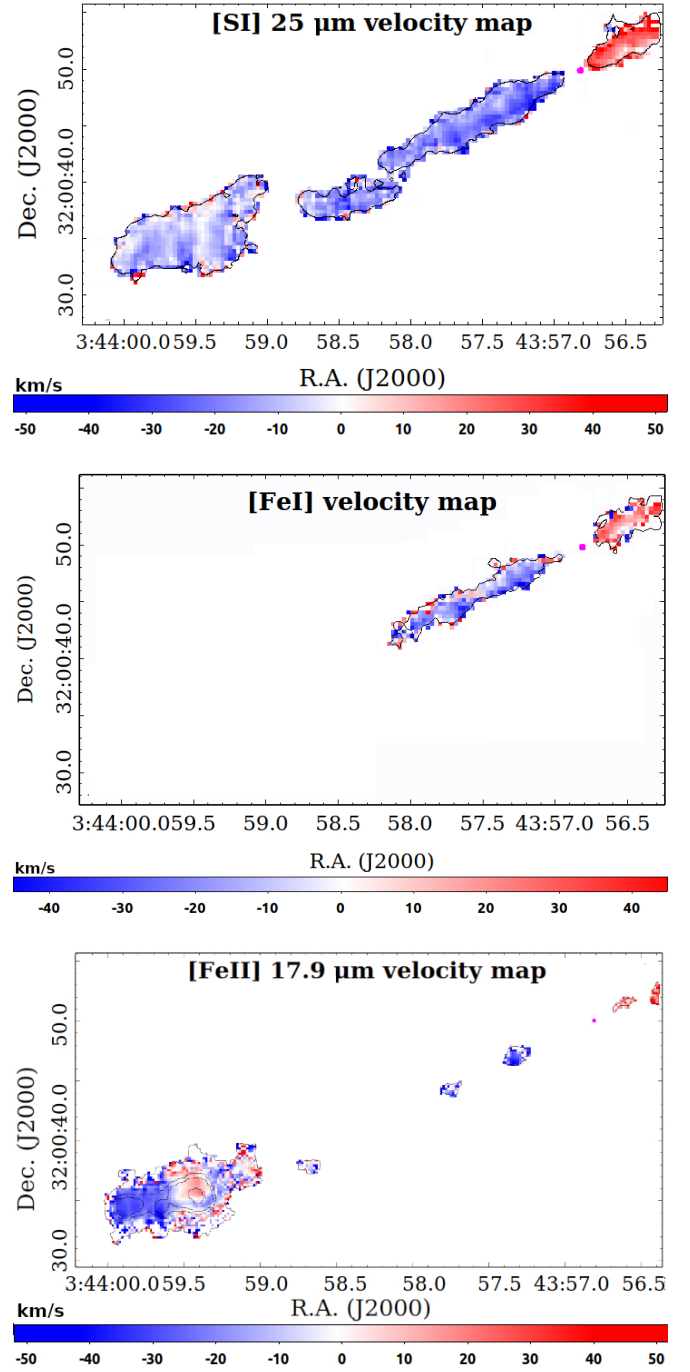 [SI] 25 μm velocity map
Dec. (J2000)
50.0
32:00:40.0
30.0
3:44:00.0 59.5 59.0 58.5 58.0 57.5 43:57.0 56.5
R.A. (J2000)
km/s
-50 -40 -30 -20 -10 0 10 20 30 40 50
[FeI] velocity map
Dec. (J2000)
50.0
32:00:40.0
30.0
3:44:00.0 59.5 59.0 58.5 58.0 57.5 43:57.0 56.5
R.A. (J2000)
km/s
-40 -30 -20 -10 0 10 20 30 40
[FeII] 17.9 μm velocity map
Dec. (J2000)
50.0
32:00:40.0
30.0
3:44:00.0 59.5 59.0 58.5 58.0 57.5 43:57.0 56.5
R.A. (J2000)
km/s
-50 -40 -30 -20 -10 0 10 20 30 40 50